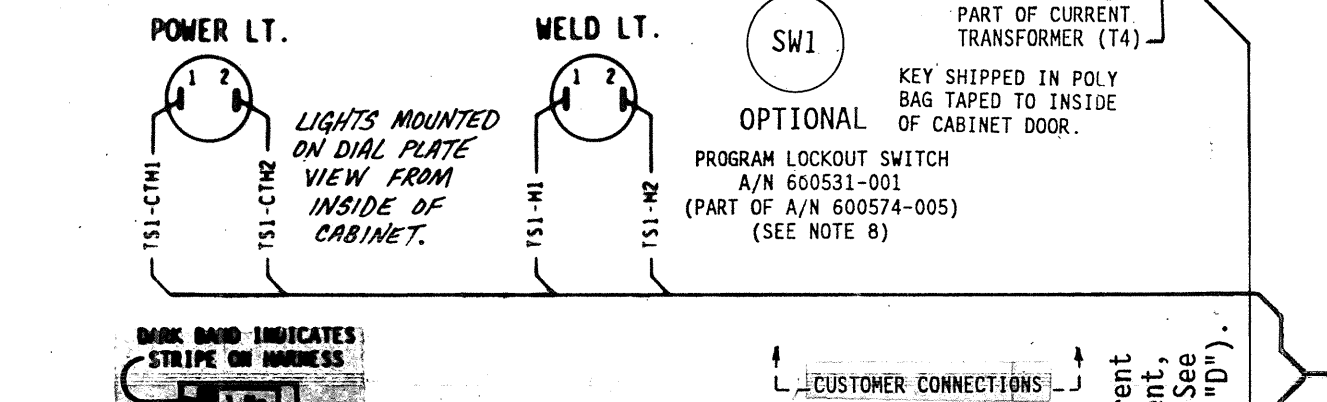 POWER LT.
1 2
TS1-CTM1
TS1-CTM2
LIGHTS MOUNTED
ON DIAL PLATE
VIEW FROM
INSIDE OF
CABINET.
WELD LT.
1 2
TS1-M1
TS1-M2
SW1
OPTIONAL
PROGRAM LOCKOUT SWITCH
A/N 660531-001
(PART OF A/N 600574-005)
(SEE NOTE 8)
PART OF CURRENT
TRANSFORMER (T4)
KEY SHIPPED IN POLY
BAG TAPED TO INSIDE
OF CABINET DOOR.
DARK BAND INDICATES
STRIPE ON HARNESS
CUSTOMER CONNECTIONS
See
"D").